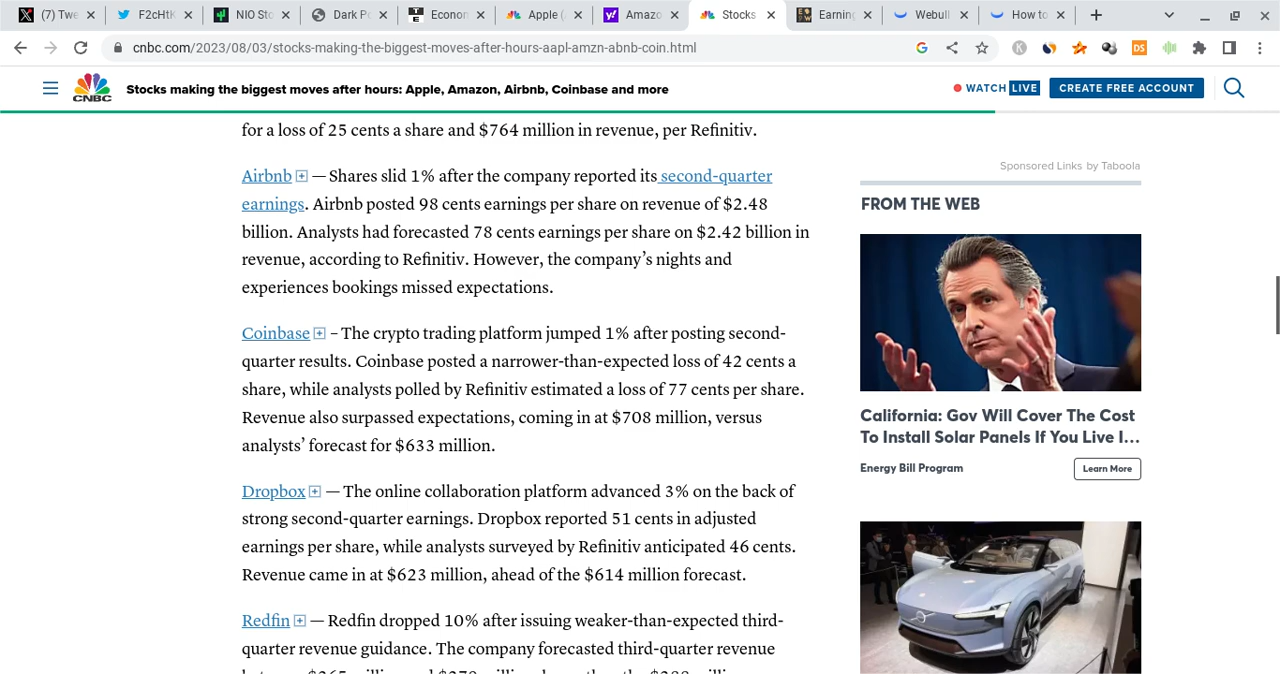 (7) Twe
F2cHtK
NIO Sto
Dark Po
Econon
Apple (
Amazo
Stocks
Earning
Webull
How to
cnbc.com/2023/08/03/stocks-making-the-biggest-moves-after-hours-aapl-amzn-abnb-coin.html
CNBC
Stocks making the biggest moves after hours: Apple, Amazon, Airbnb, Coinbase and more
WATCH LIVE
CREATE FREE ACCOUNT
for a loss of 25 cents a share and $764 million in revenue, per Refinitiv.
Airbnb — Shares slid 1% after the company reported its second-quarter
earnings. Airbnb posted 98 cents earnings per share on revenue of $2.48
billion. Analysts had forecasted 78 cents earnings per share on $2.42 billion in
revenue, according to Refinitiv. However, the company’s nights and
experiences bookings missed expectations.
Coinbase – The crypto trading platform jumped 1% after posting second-
quarter results. Coinbase posted a narrower-than-expected loss of 42 cents a
share, while analysts polled by Refinitiv estimated a loss of 77 cents per share.
Revenue also surpassed expectations, coming in at $708 million, versus
analysts’ forecast for $633 million.
Dropbox — The online collaboration platform advanced 3% on the back of
strong second-quarter earnings. Dropbox reported 51 cents in adjusted
earnings per share, while analysts surveyed by Refinitiv anticipated 46 cents.
Revenue came in at $623 million, ahead of the $614 million forecast.
Redfin — Redfin dropped 10% after issuing weaker-than-expected third-
quarter revenue guidance. The company forecasted third-quarter revenue
Sponsored Links by Taboola
FROM THE WEB
California: Gov Will Cover The Cost
To Install Solar Panels If You Live I...
Energy Bill Program
Learn More